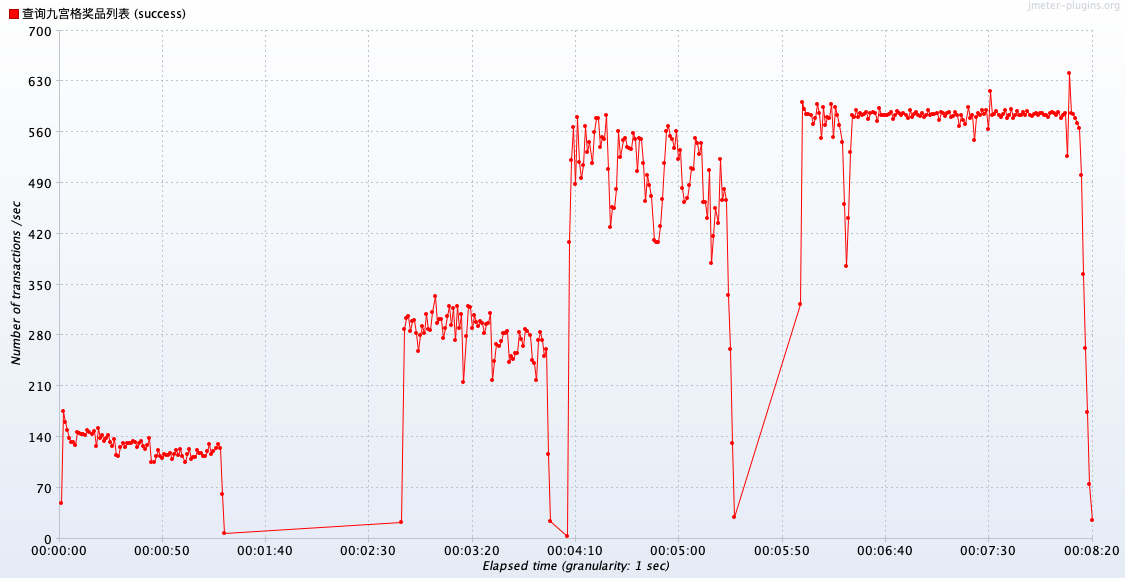 jmeter-plugins.org
查询九宫格奖品列表 (success)
700
630
560
490
420
350
280
210
140
70
0
Number of transactions /sec
00:00:00 00:00:50 00:01:40 00:02:30 00:03:20 00:04:10 00:05:00 00:05:50 00:06:40 00:07:30 00:08:20
Elapsed time (granularity: 1 sec)